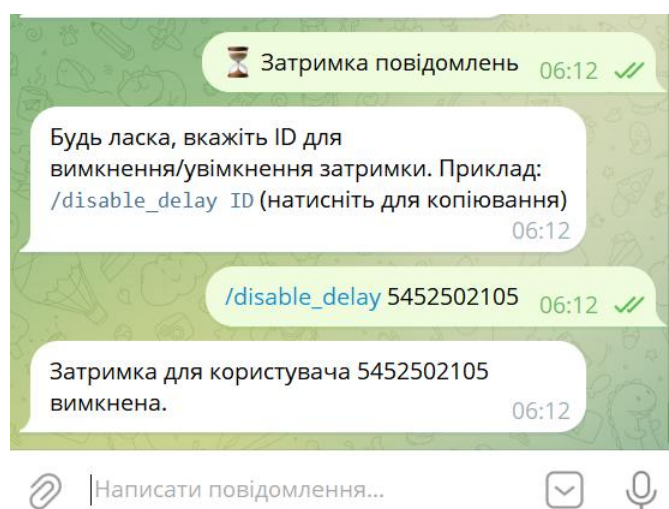 ⏳ Затримка повідомлень 06:12
Будь ласка, вкажіть ID для
вимкнення/увімкнення затримки. Приклад:
/disable_delay ID (натисніть для копіювання)
06:12
/disable_delay 5452502105 06:12
Затримка для користувача 5452502105
вимкнена. 06:12
Написати повідомлення...